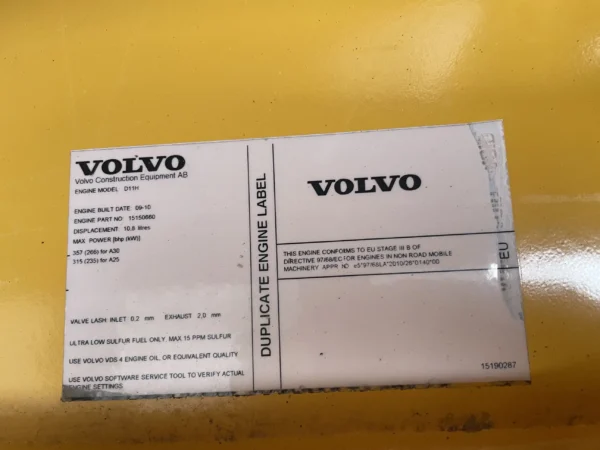 VOLVO
Volvo Construction Equipment AB
ENGINE MODEL D11H
ENGINE BUILT DATE: 09-10
ENGINE PART NO: 15150660
DISPLACEMENT: 10,8 litres
MAX POWER [bhp (kW)]
357 (266) for A30
315 (235) for A25
VALVE LASH: INLET 0,2 mm EXHAUST 2,0 mm
ULTRA LOW SULFUR FUEL ONLY. MAX 15 PPM SULFUR
USE VOLVO VDS 4 ENGINE OIL, OR EQUIVALENT QUALITY
USE VOLVO SOFTWARE SERVICE TOOL TO VERIFY ACTUAL
ENGINE SETTINGS
DUPLICATE ENGINE LABEL
VOLVO
THIS ENGINE CONFORMS TO EU STAGE III B OF
DIRECTIVE 97/68/EC FOR ENGINES IN NON ROAD MOBILE
MACHINERY APPR. NO
EU
15190287